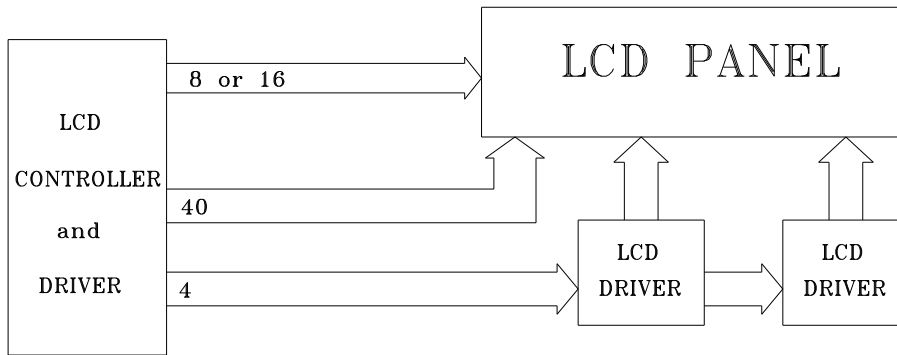 LCD PANEL
8 or 16
LCD
CONTROLLER
and
DRIVER
40
4
LCD
DRIVER
LCD
DRIVER